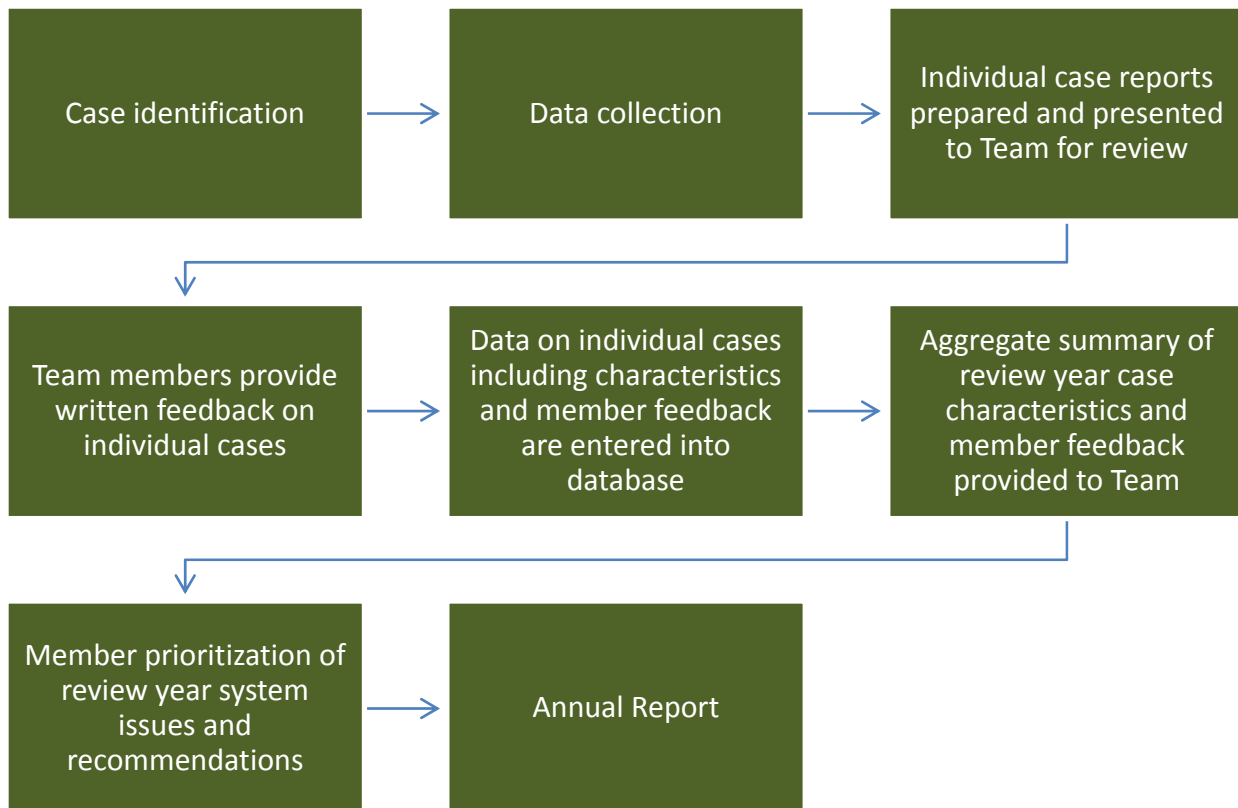 Case identification
Data collection
Individual case reports
prepared and presented
to Team for review
Team members provide
written feedback on
individual cases
Data on individual cases
including characteristics
and member feedback
are entered into
database
Aggregate summary of
review year case
characteristics and
member feedback
provided to Team
Member prioritization of
review year system
issues and
recommendations
Annual Report